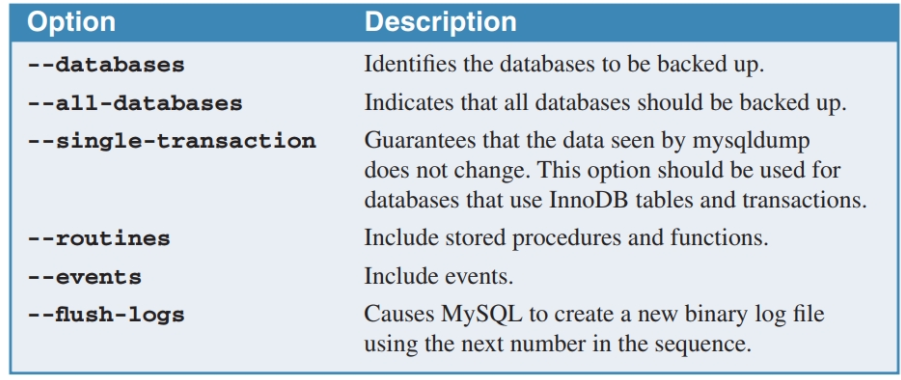 Option Description
--databases Identifies the databases to be backed up.
--all-databases Indicates that all databases should be backed up.
--single-transaction Guarantees that the data seen by mysqldump
does not change. This option should be used for
databases that use InnoDB tables and transactions.
--routines Include stored procedures and functions.
--events Include events.
--flush-logs Causes MySQL to create a new binary log file
using the next number in the sequence.